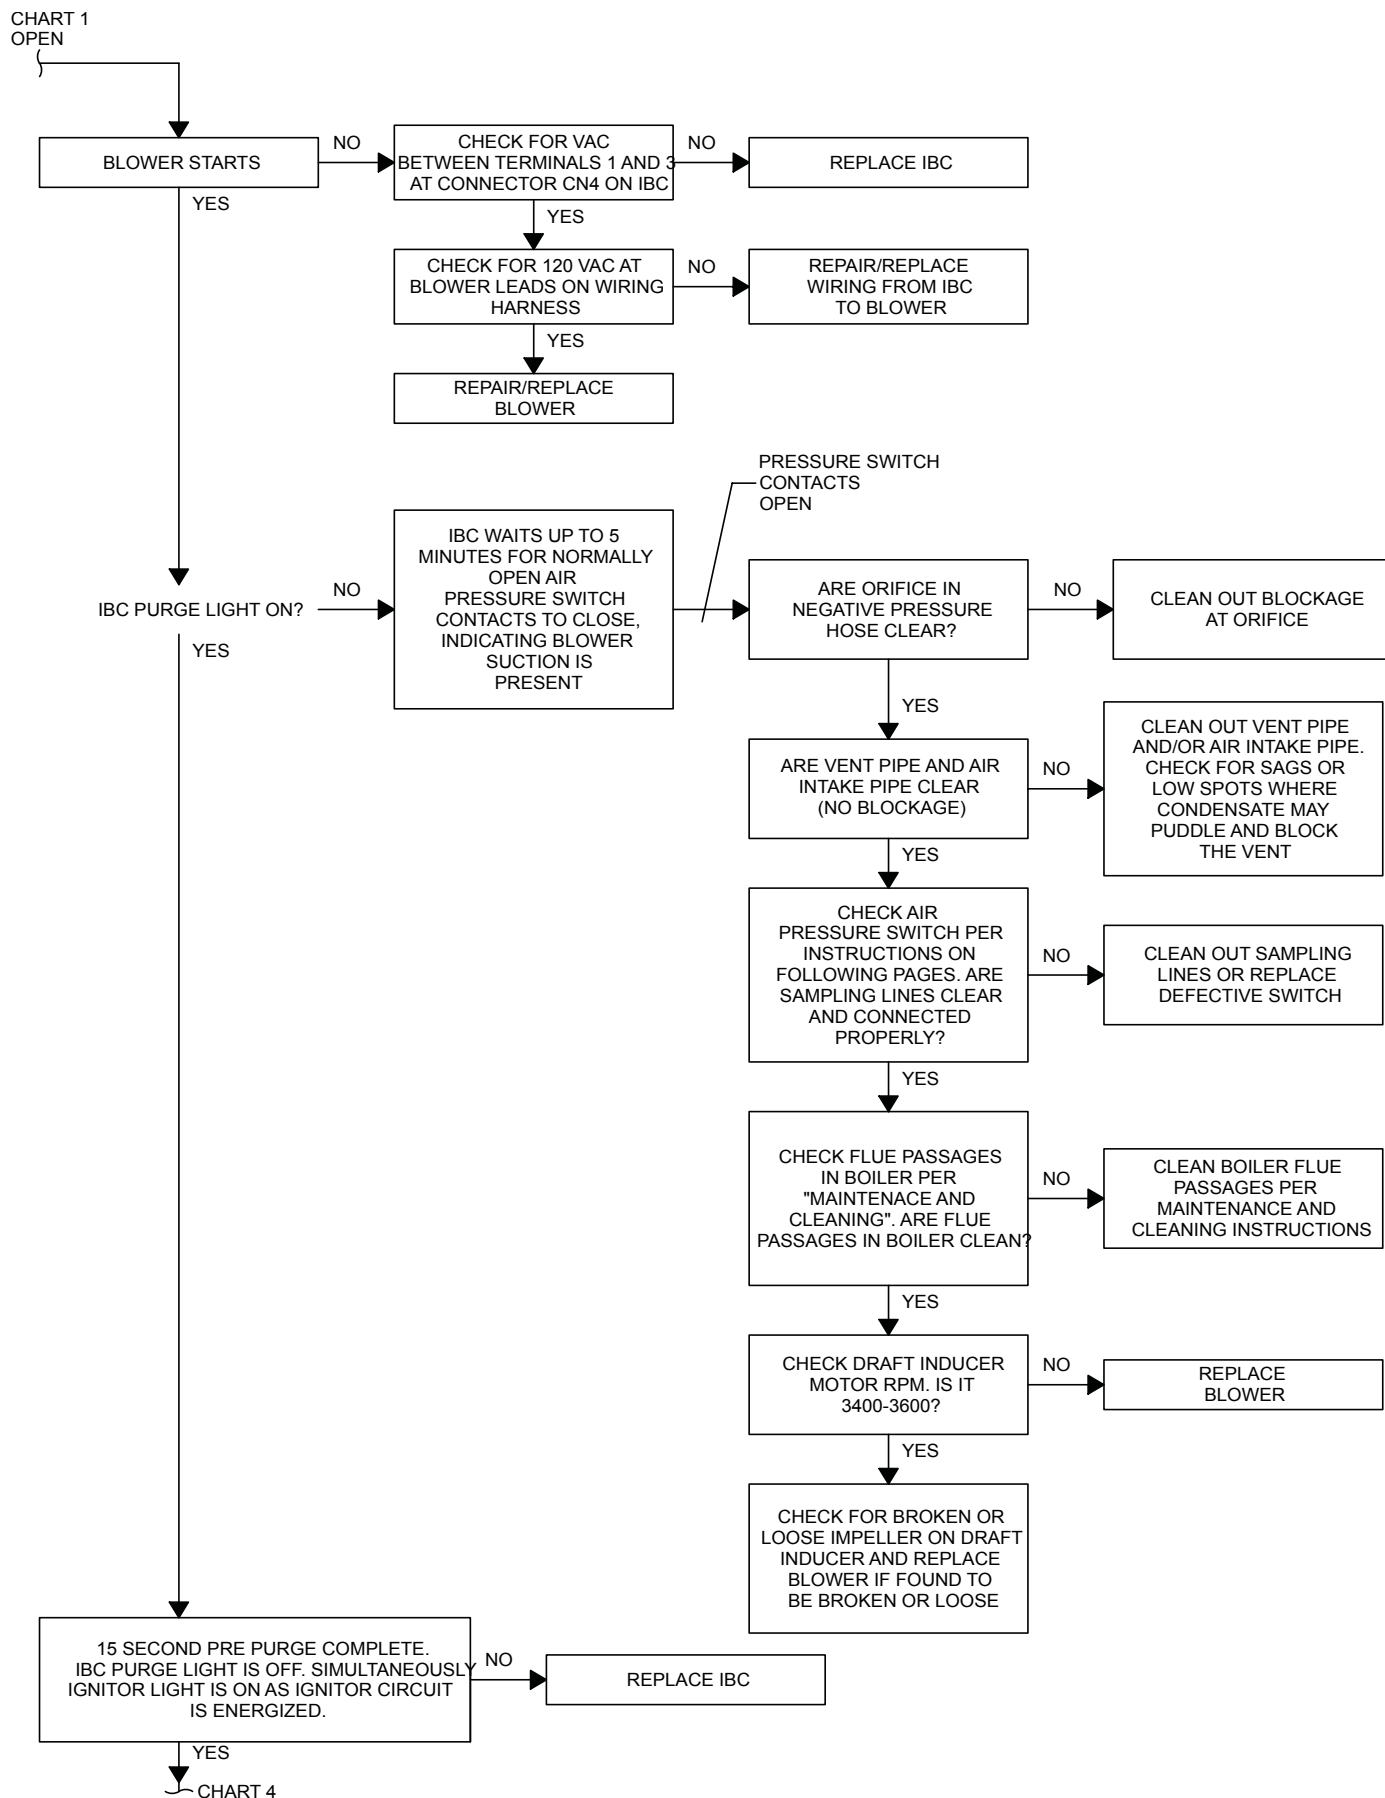 CHART 1
OPEN
BLOWER STARTS
NO
CHECK FOR VAC
BETWEEN TERMINALS 1 AND 3
AT CONNECTOR CN4 ON IBC
NO
REPLACE IBC
YES
YES
CHECK FOR 120 VAC AT
BLOWER LEADS ON WIRING
HARNESS
NO
REPAIR/REPLACE
WIRING FROM IBC
TO BLOWER
YES
REPAIR/REPLACE
BLOWER
PRESSURE SWITCH
CONTACTS
OPEN
IBC PURGE LIGHT ON?
NO
IBC WAITS UP TO 5
MINUTES FOR NORMALLY
OPEN AIR
PRESSURE SWITCH
CONTACTS TO CLOSE,
INDICATING BLOWER
SUCTION IS
PRESENT
ARE ORIFICE IN
NEGATIVE PRESSURE
HOSE CLEAR?
NO
CLEAN OUT BLOCKAGE
AT ORIFICE
YES
YES
ARE VENT PIPE AND AIR
INTAKE PIPE CLEAR
(NO BLOCKAGE)
NO
CLEAN OUT VENT PIPE
AND/OR AIR INTAKE PIPE.
CHECK FOR SAGS OR
LOW SPOTS WHERE
CONDENSATE MAY
PUDDLE AND BLOCK
THE VENT
YES
CHECK AIR
PRESSURE SWITCH PER
INSTRUCTIONS ON
FOLLOWING PAGES. ARE
SAMPLING LINES CLEAR
AND CONNECTED
PROPERLY?
NO
CLEAN OUT SAMPLING
LINES OR REPLACE
DEFECTIVE SWITCH
YES
CHECK FLUE PASSAGES
IN BOILER PER
"MAINTENACE AND
CLEANING". ARE FLUE
PASSAGES IN BOILER CLEAN?
NO
CLEAN BOILER FLUE
PASSAGES PER
MAINTENANCE AND
CLEANING INSTRUCTIONS
YES
CHECK DRAFT INDUCER
MOTOR RPM. IS IT
3400-3600?
NO
REPLACE
BLOWER
YES
CHECK FOR BROKEN OR
LOOSE IMPELLER ON DRAFT
INDUCER AND REPLACE
BLOWER IF FOUND TO
BE BROKEN OR LOOSE
15 SECOND PRE PURGE COMPLETE.
IBC PURGE LIGHT IS OFF. SIMULTANEOUSLY
IGNITOR LIGHT IS ON AS IGNITOR CIRCUIT
IS ENERGIZED.
NO
REPLACE IBC
YES
CHART 4